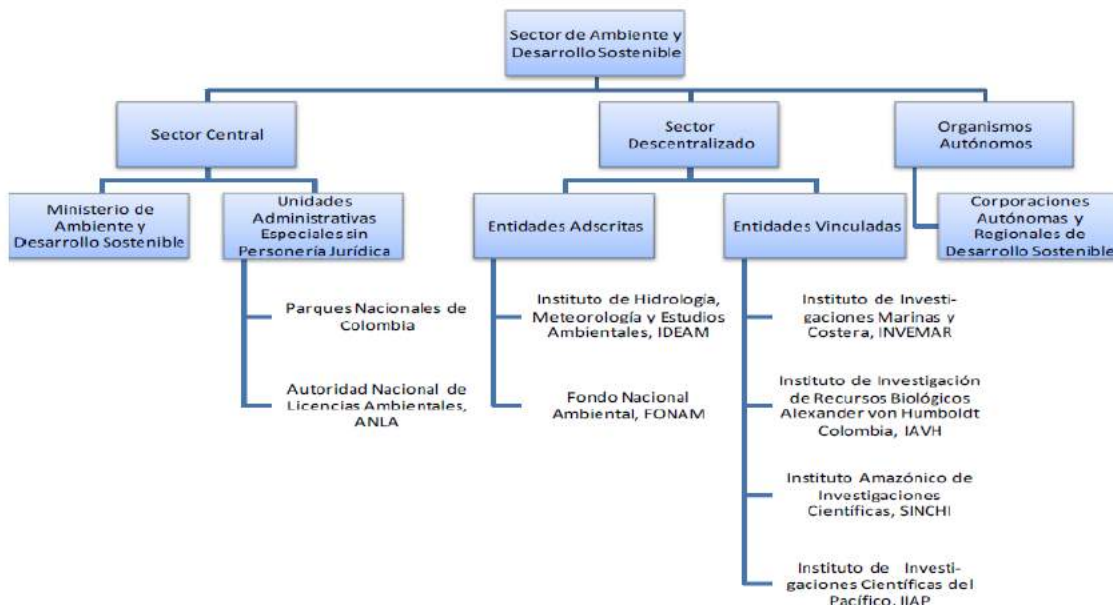 Sector de Ambiente y
Desarrollo Sostenible
Sector Central
Sector
Descentralizado
Organismos
Autónomos
Ministerio de
Ambiente y
Desarrollo Sostenible
Unidades
Administrativas
Especiales sin
Personería Jurídica
Entidades Adscritas
Entidades Vinculadas
Corporaciones
Autónomas y
Regionales de
Desarrollo Sostenible
Parques Nacionales de
Colombia
Autoridad Nacional de
Licencias Ambientales,
ANLA
Instituto de Hidrología,
Meteorología y Estudios
Ambientales, IDEAM
Fondo Nacional
Ambiental, FONAM
Instituto de Investi-
gaciones Marinas y
Costera, INVEMAR
Instituto de Investigación
de Recursos Biológicos
Alexander von Humboldt
Colombia, IAVH
Instituto Amazónico de
Investigaciones
Científicas, SINCHI
Instituto de Investi-
gaciones Científicas del
Pacífico, IIAP